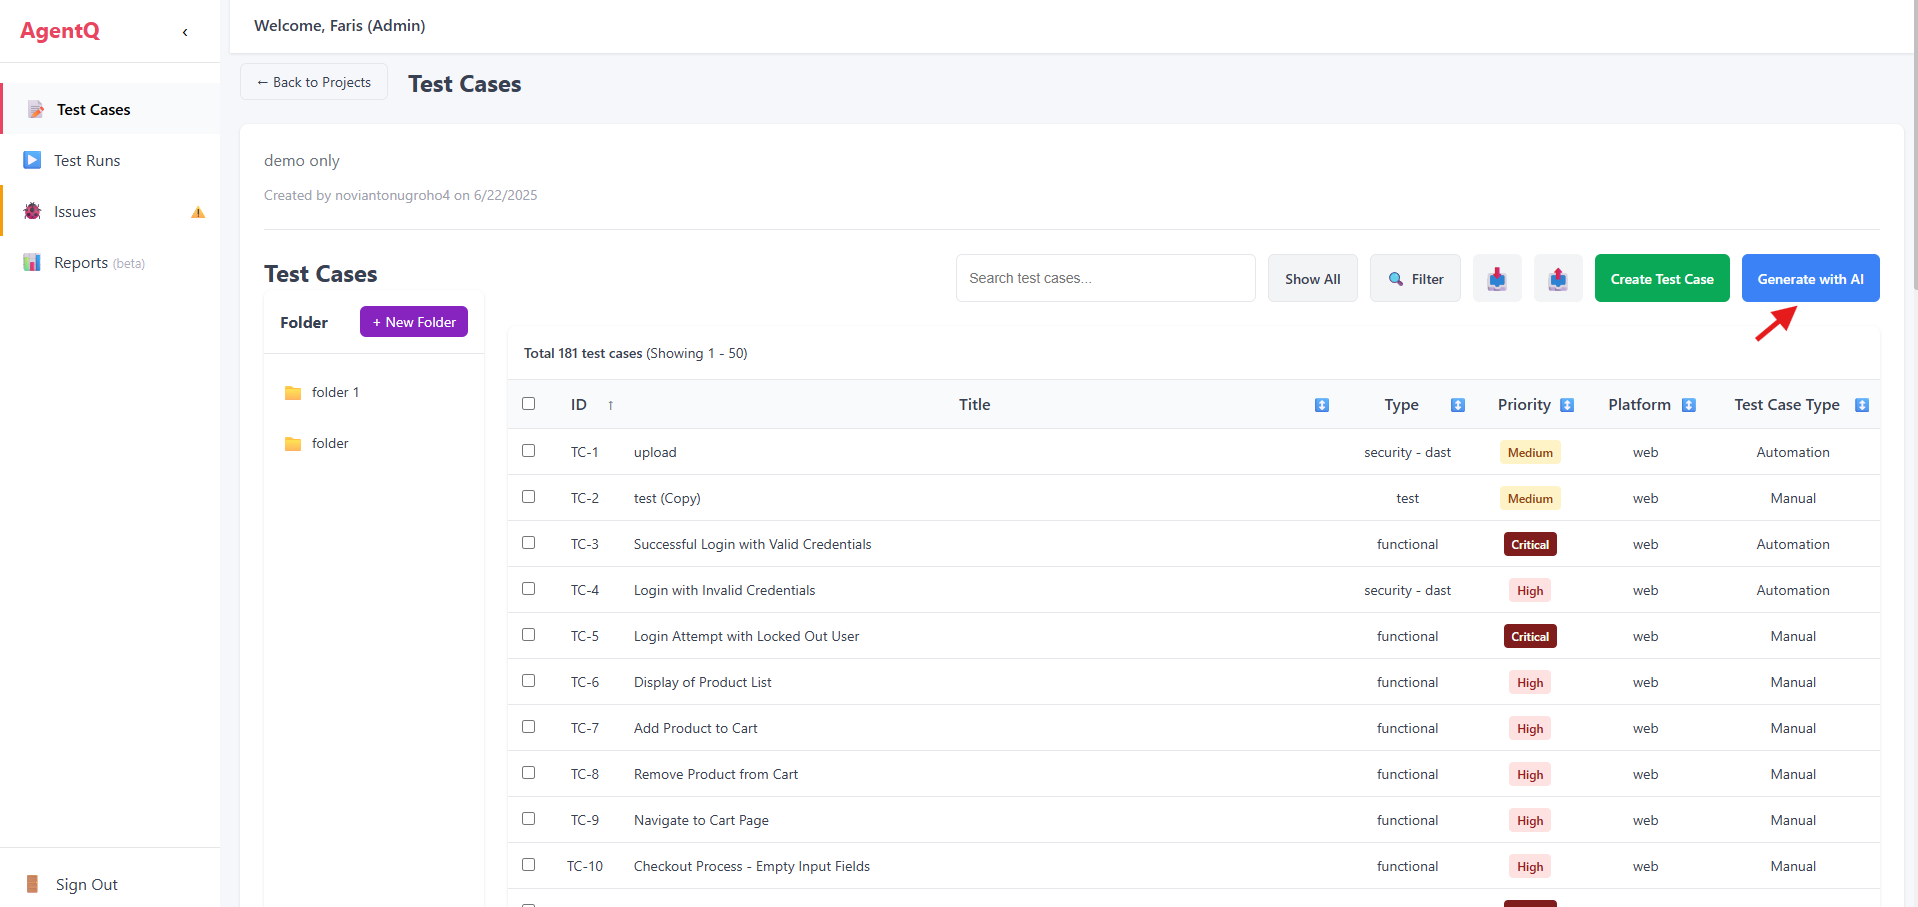 AgentQ
‹
Welcome, Faris (Admin)
← Back to Projects
Test Cases
Test Cases
Test Runs
Issues
Reports (beta)
Sign Out
demo only
Created by noviantonugroho4 on 6/22/2025
Test Cases
Search test cases...
Show All
Filter
Create Test Case
Generate with AI
Folder
+ New Folder
folder 1
folder
Total 181 test cases (Showing 1 - 50)
ID ↑ Title Type Priority Platform Test Case Type
TC-1 upload security - dast Medium web Automation
TC-2 test (Copy) test Medium web Manual
TC-3 Successful Login with Valid Credentials functional Critical web Automation
TC-4 Login with Invalid Credentials security - dast High web Automation
TC-5 Login Attempt with Locked Out User functional Critical web Manual
TC-6 Display of Product List functional High web Manual
TC-7 Add Product to Cart functional High web Manual
TC-8 Remove Product from Cart functional High web Manual
TC-9 Navigate to Cart Page functional High web Manual
TC-10 Checkout Process - Empty Input Fields functional High web Manual